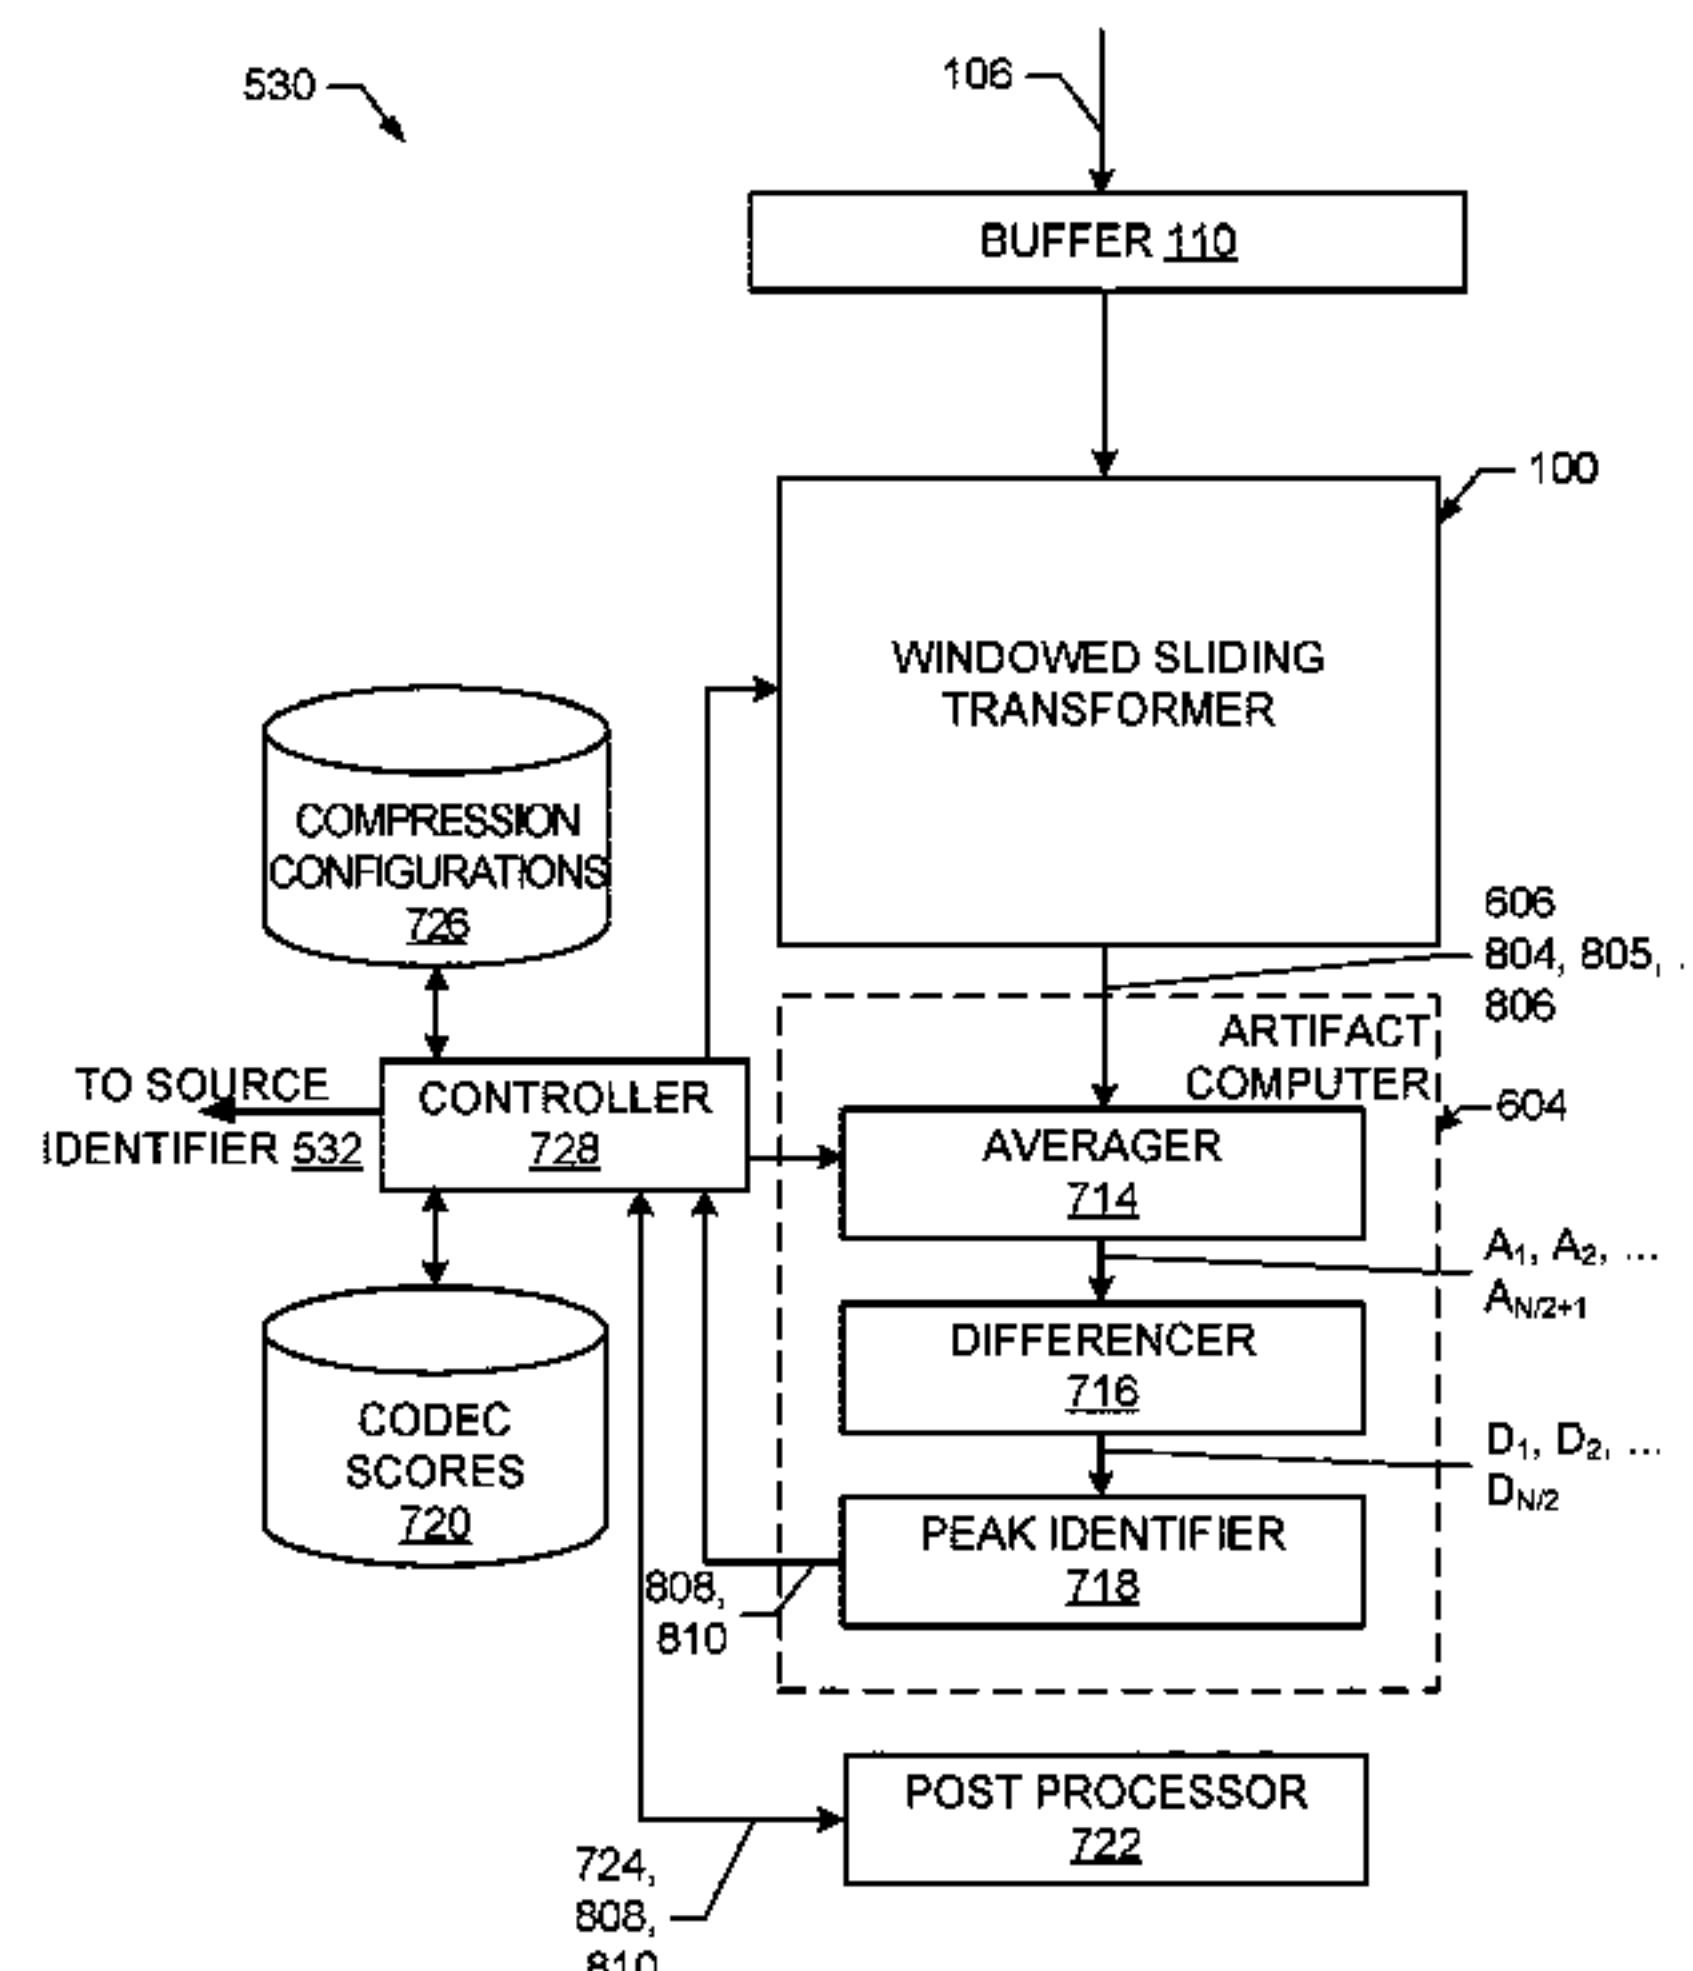 530
106
BUFFER 110
100
WINDOWED SLIDING
TRANSFORMER
COMPRESSION
CONFIGURATIONS
726
606
804, 805, .
806
ARTIFACT
COMPUTER
604
TO SOURCE
IDENTIFIER 532
CONTROLLER
728
AVERAGER
714
A1, A2, ...
AN/2+1
DIFFERENCER
716
CODEC
SCORES
720
D1, D2, ...
DN/2
PEAK IDENTIFIER
718
808,
810
POST PROCESSOR
722
724,
808,
810